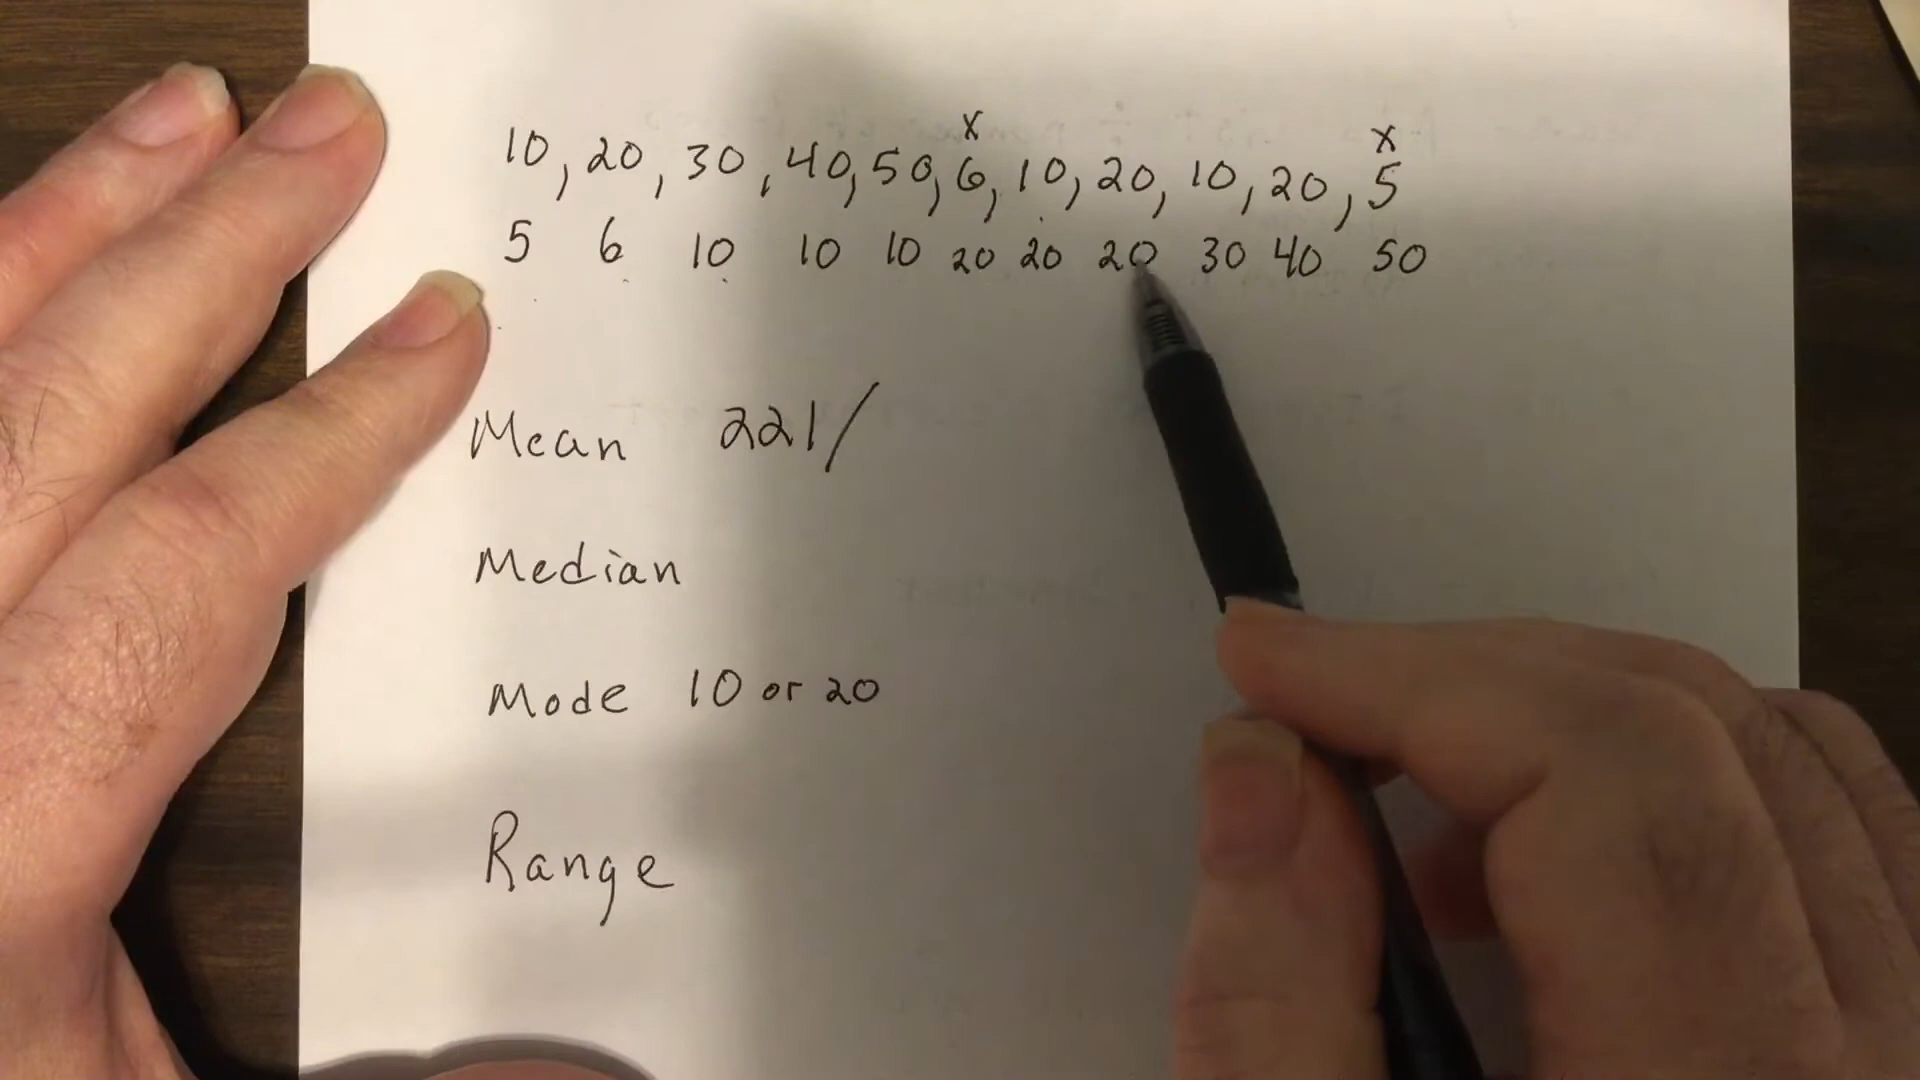 x x
10, 20, 30, 40, 50, 6, 10, 20, 10, 20, 5
5 6 10 10 10 20 20 20 30 40 50
Mean 221/
Median
Mode 10 or 20
Range